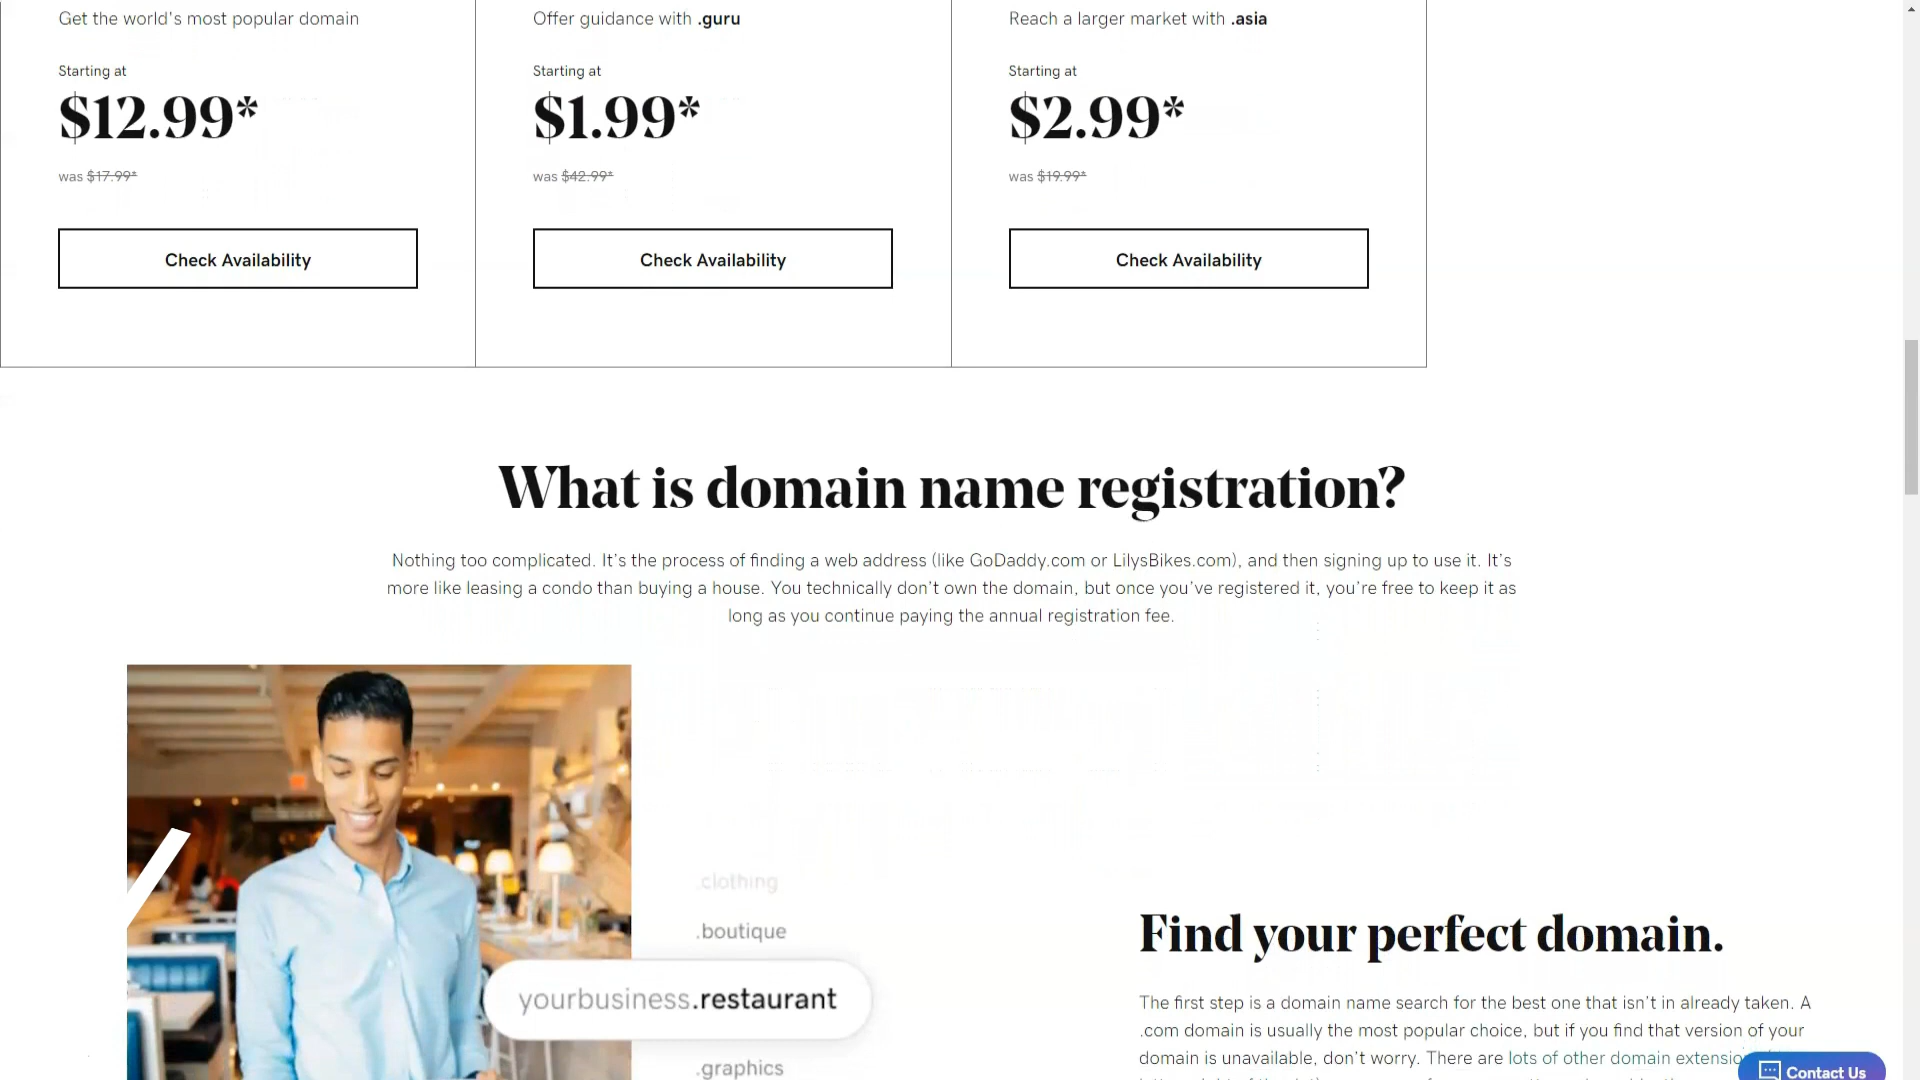 Get the world's most popular domain
Starting at
$12.99*
was $17.99*
Check Availability
Offer guidance with .guru
Starting at
$1.99*
was $42.99*
Check Availability
Reach a larger market with .asia
Starting at
$2.99*
was $19.99*
Check Availability
What is domain name registration?
Nothing too complicated. It's the process of finding a web address (like GoDaddy.com or LilysBikes.com), and then signing up to use it. It's
more like leasing a condo than buying a house. You technically don't own the domain, but once you've registered it, you're free to keep it as
long as you continue paying the annual registration fee.
.clothing
.boutique
yourbusiness.restaurant
.graphics
Find your perfect domain.
The first step is a domain name search for the best one that isn't in already taken. A
.com domain is usually the most popular choice, but if you find that version of your
domain is unavailable, don't worry. There are lots of other domain
Contact Us